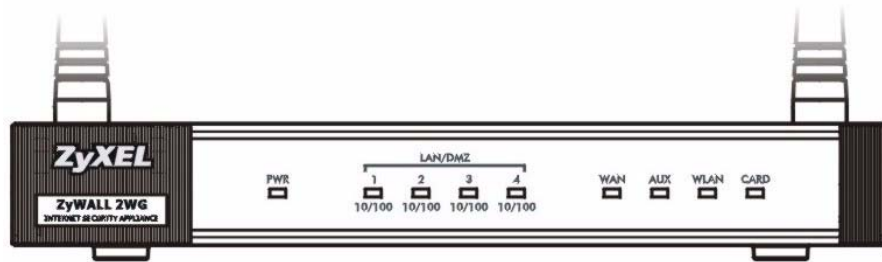 ZyXEL
ZyWALL 2WG
INTERNET SECURITY APPLIANCE
PWR
LAN/DMZ
1 2 3 4
10/100 10/100 10/100 10/100
WAN AUX WLAN CARD